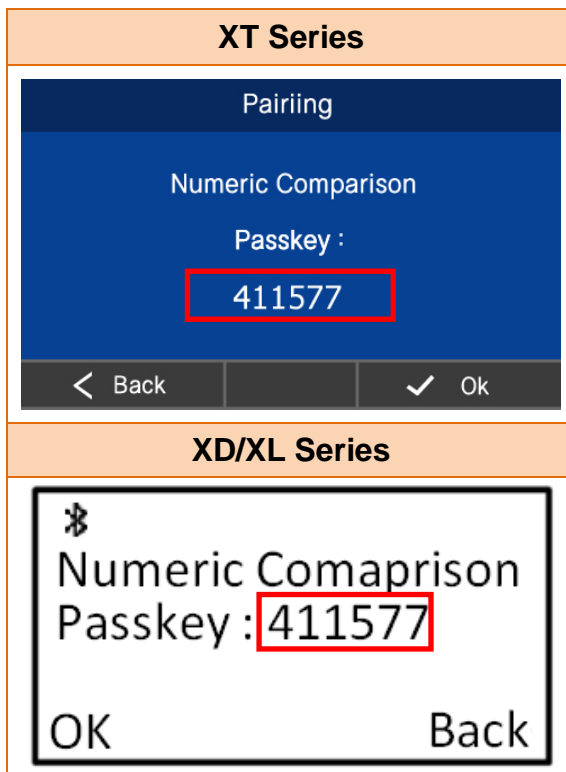 XT Series
Pairiing
Numeric Comparison
Passkey :
411577
Back Ok
XD/XL Series
Numeric Comaprison
Passkey : 411577
OK Back